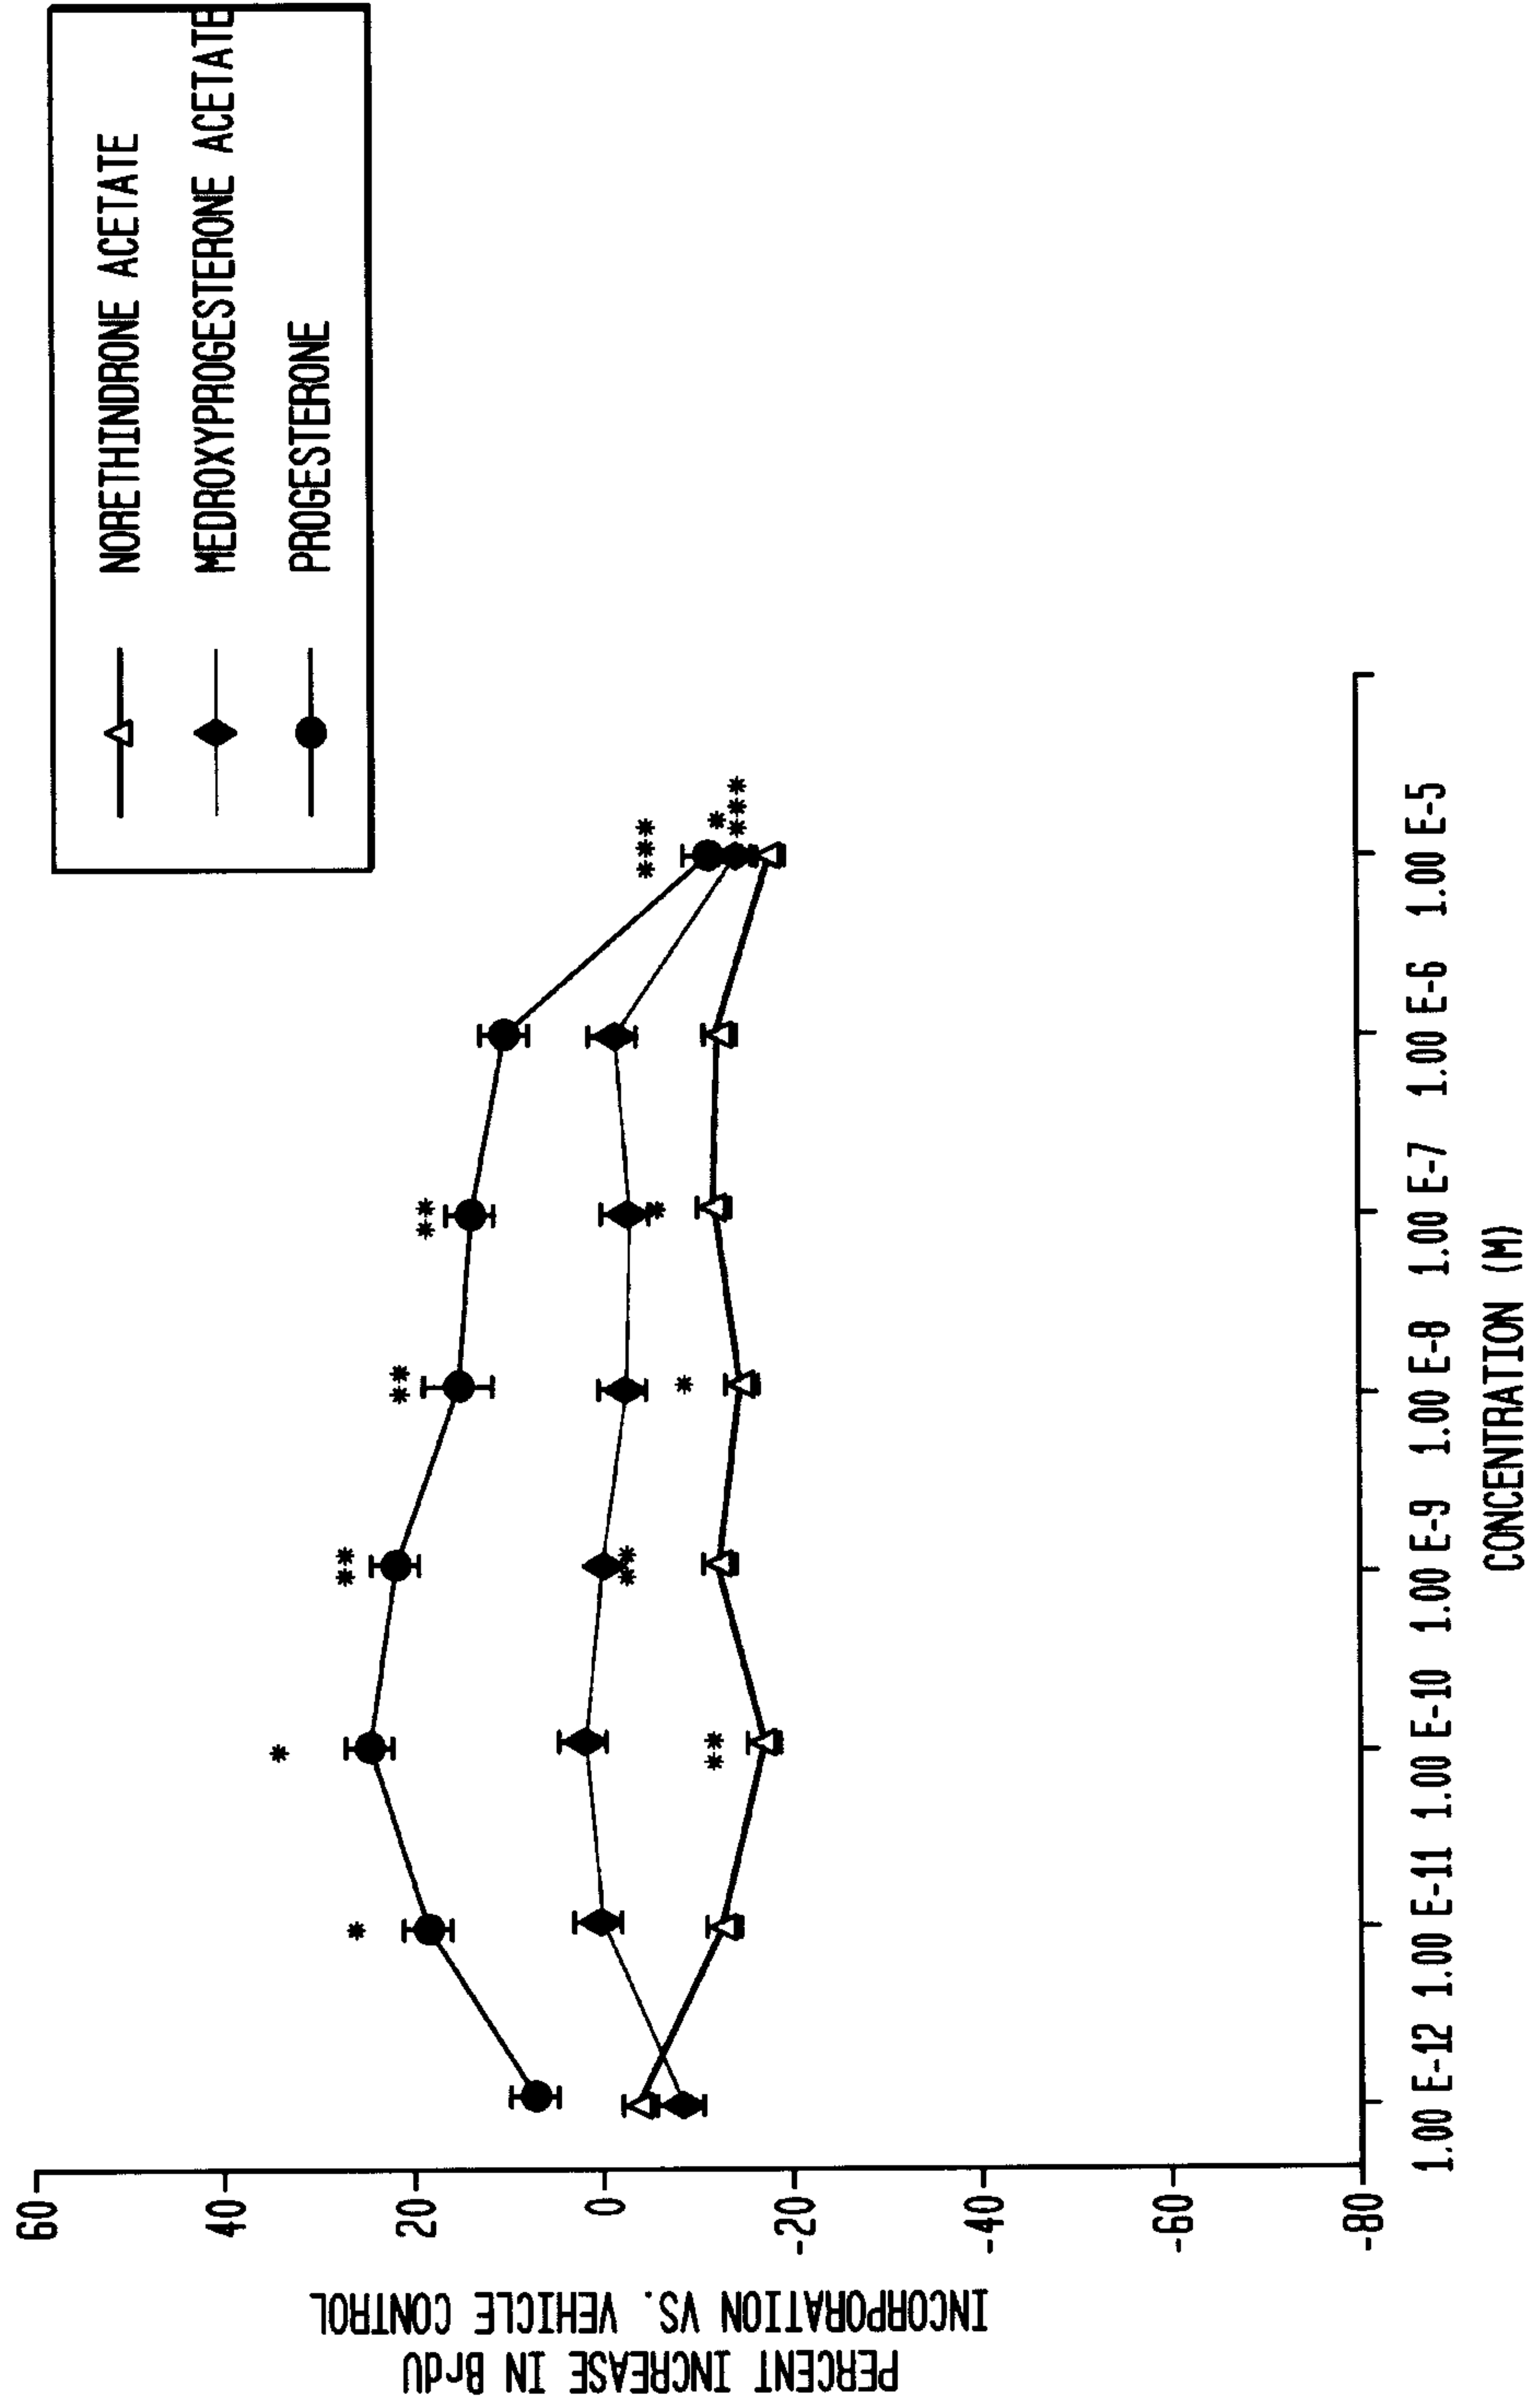 NORETHINDRONE ACETATE
MEDROXYPROGESTERONE ACETATE
PROGESTERONE
PERCENT INCREASE IN BrdU
INCORPORATION VS. VEHICLE CONTROL
60
40
20
0
-20
-40
-60
-80
*
*
**
**
**
***
**
**
*
*
*
***
1.00 E-12 1.00 E-11 1.00 E-10 1.00 E-9 1.00 E-8 1.00 E-7 1.00 E-6 1.00 E-5
CONCENTRATION (M)